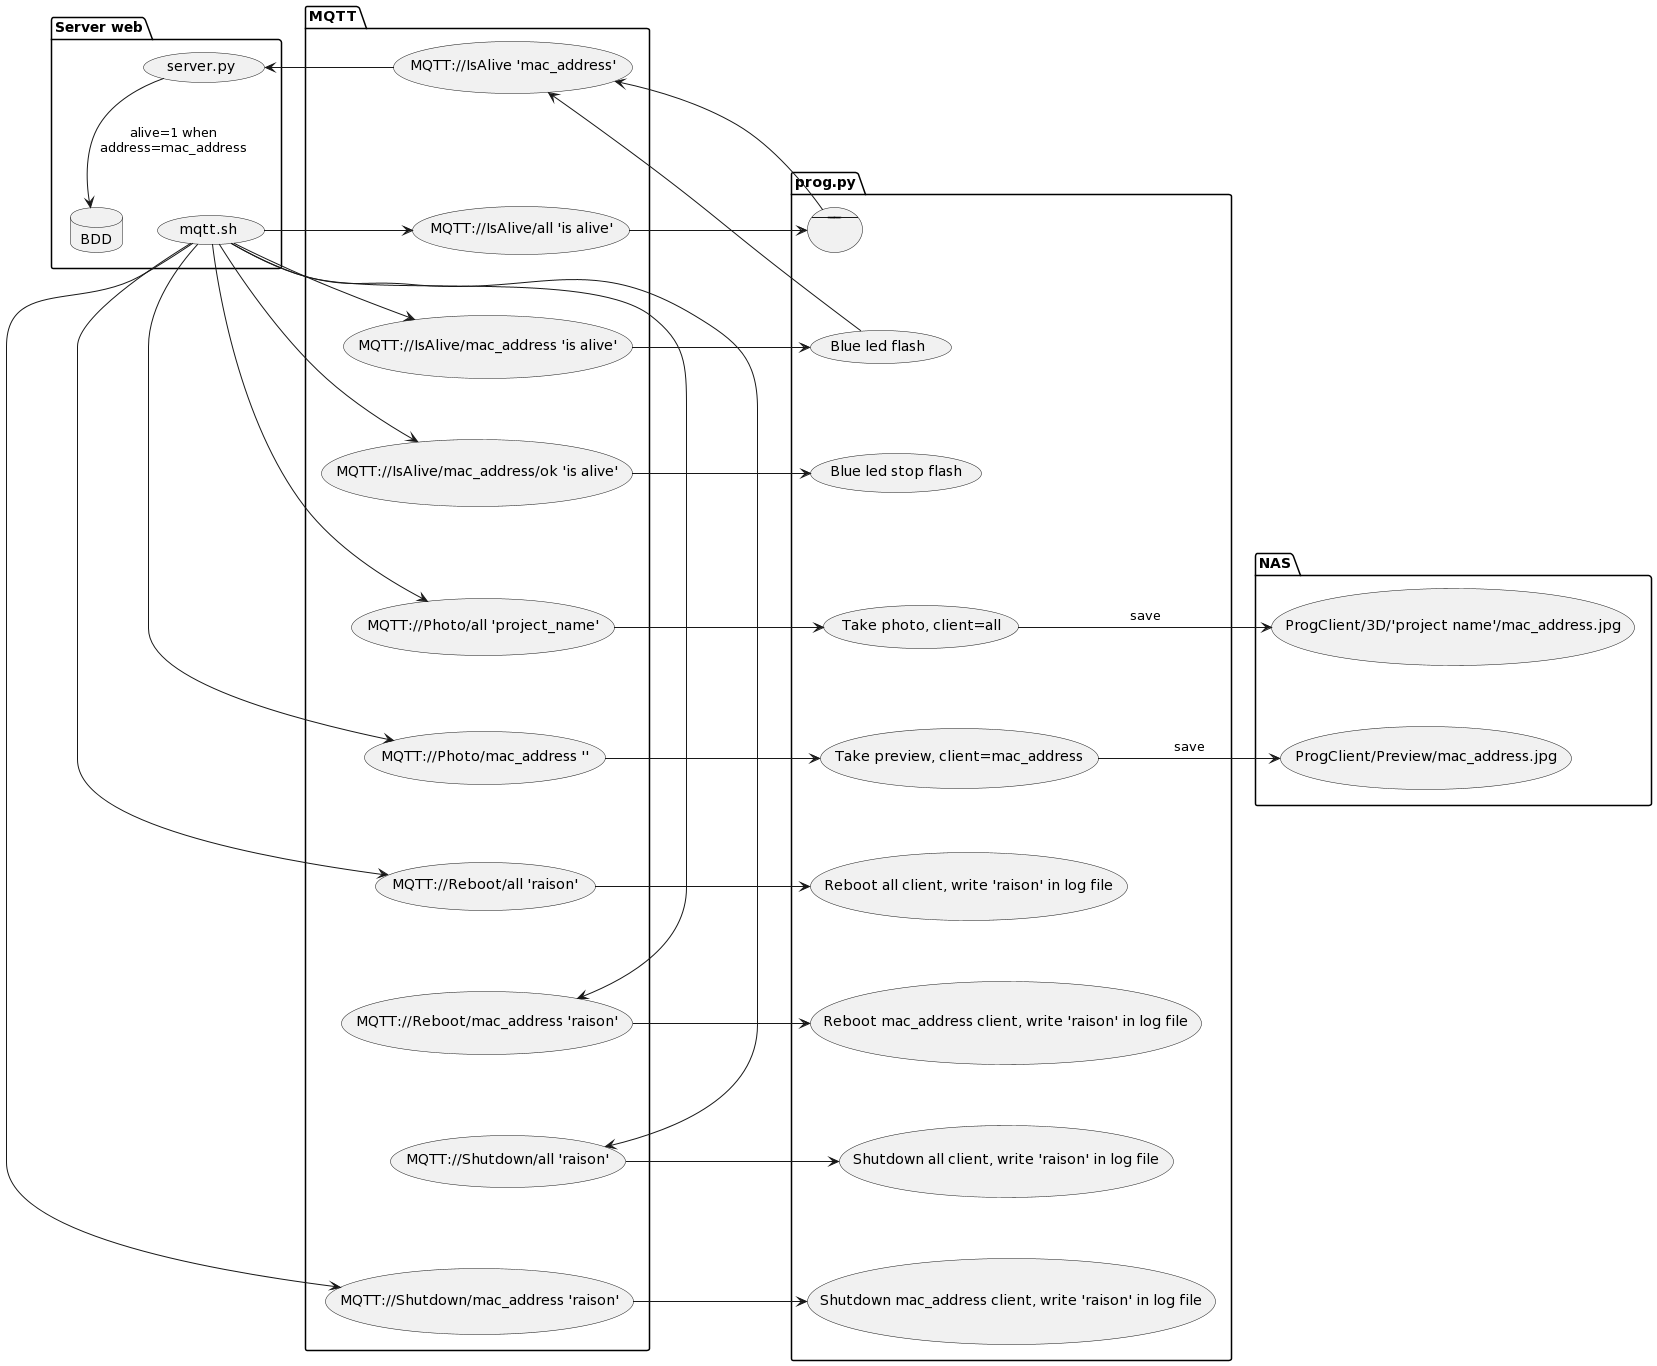 Server web
MQTT
server.py
MQTT://IsAlive 'mac_address'
alive=1 when
address=mac_address
prog.py
BDD
mqtt.sh
MQTT://IsAlive/all 'is alive'
MQTT://IsAlive/mac_address 'is alive'
Blue led flash
MQTT://IsAlive/mac_address/ok 'is alive'
Blue led stop flash
NAS
MQTT://Photo/all 'project_name'
Take photo, client=all
save
ProgClient/3D/'project name'/mac_address.jpg
MQTT://Photo/mac_address ''
Take preview, client=mac_address
save
ProgClient/Preview/mac_address.jpg
MQTT://Reboot/all 'raison'
Reboot all client, write 'raison' in log file
MQTT://Reboot/mac_address 'raison'
Reboot mac_address client, write 'raison' in log file
MQTT://Shutdown/all 'raison'
Shutdown all client, write 'raison' in log file
MQTT://Shutdown/mac_address 'raison'
Shutdown mac_address client, write 'raison' in log file